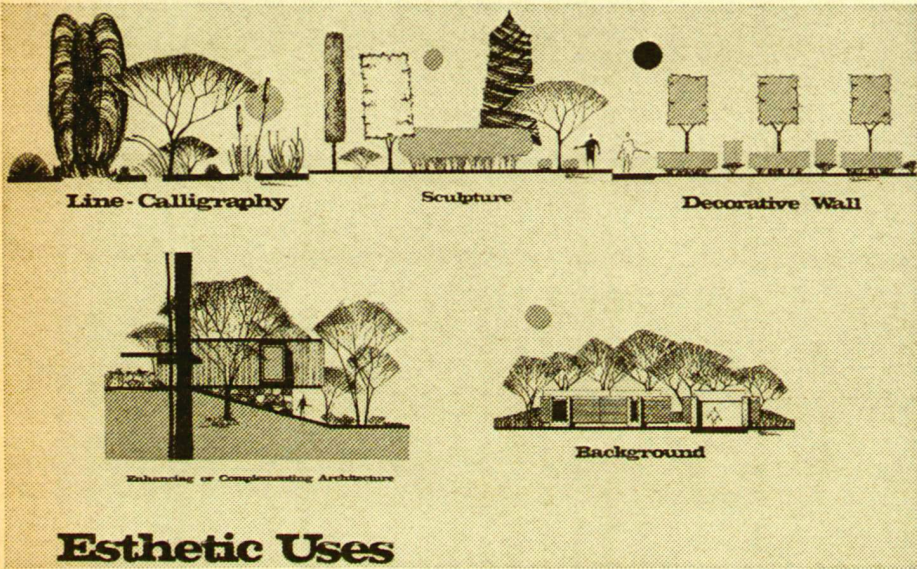 Line-Calligraphy
Sculpture
Decorative Wall
Enhancing or Complementing Architecture
Background
Esthetic Uses